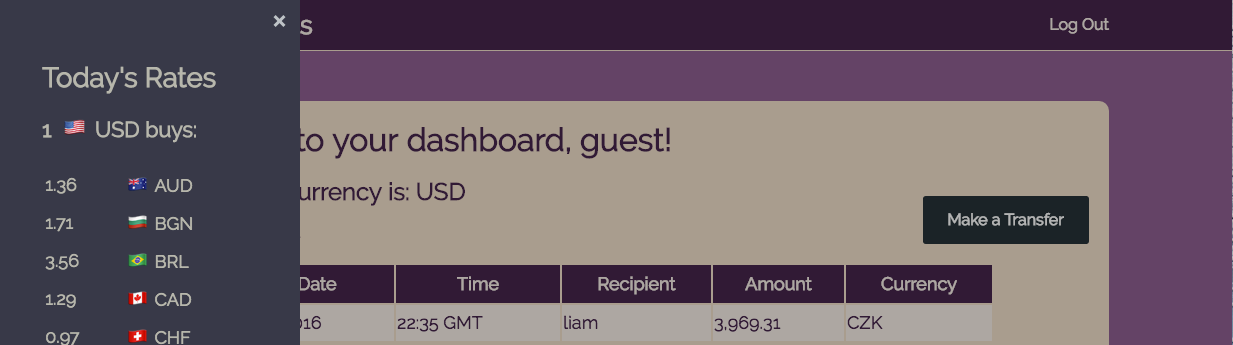 ×
s
Log Out
Today's Rates
1 USD buys:
to your dashboard, guest!
urrency is: USD
Make a Transfer
1.36 AUD
1.71 BGN
3.56 BRL
1.29 CAD
0.97 CHF
Date Time Recipient Amount Currency
016 22:35 GMT liam 3,969.31 CZK